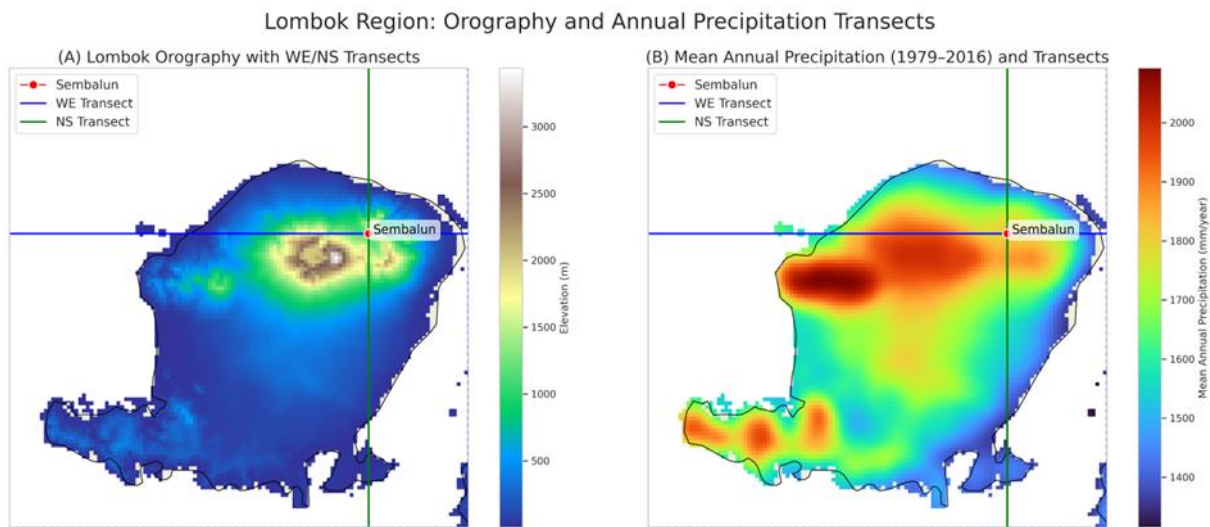 Lombok Region: Orography and Annual Precipitation Transects
(A) Lombok Orography with WE/NS Transects
Sembalun
WE Transect
NS Transect
Sembalun
3000
2500
2000
1500
1000
500
Elevation (m)
(B) Mean Annual Precipitation (1979–2016) and Transects
Sembalun
WE Transect
NS Transect
Sembalun
2000
1900
1800
1700
1600
1500
1400
Mean Annual Precipitation (mm/year)